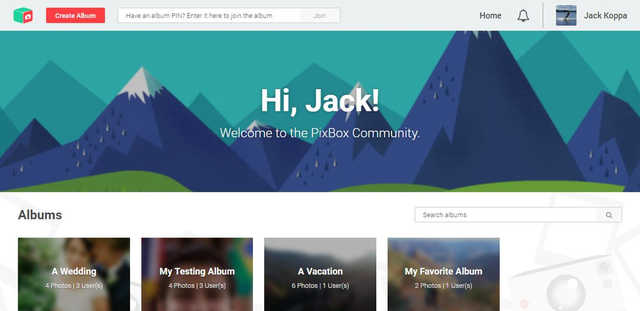 Create Album
Have an album PIN? Enter it here to join the album
Join
Home
Jack Koppa
Hi, Jack!
Welcome to the PixBox Community.
Albums
Search albums
A Wedding
4 Photos | 3 User(s)
My Testing Album
4 Photos | 3 User(s)
A Vacation
6 Photos | 1 User(s)
My Favorite Album
2 Photos | 1 User(s)